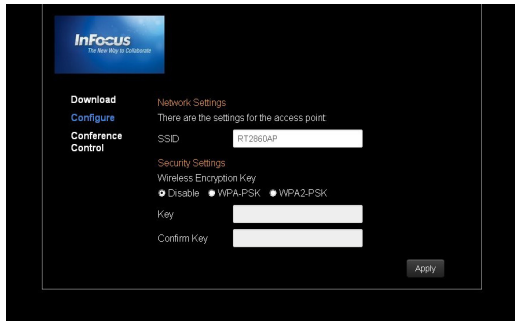 InFocus
The New Way to Collaborate
Download
Configure
Conference
Control
Network Settings
There are the settings for the access point:
SSID RT2860AP
Security Settings
Wireless Encryption Key
Disable WPA-PSK WPA2-PSK
Key
Confirm Key
Apply